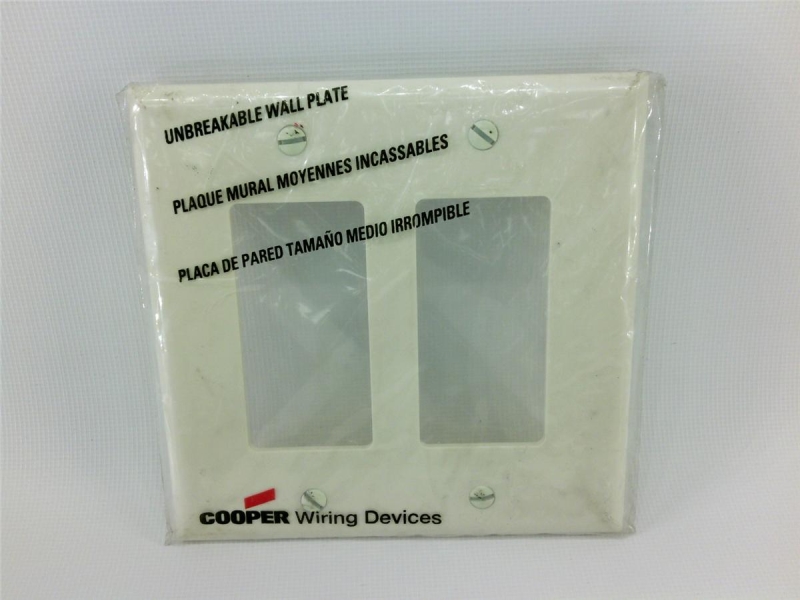 UNBREAKABLE WALL PLATE
PLAQUE MURAL MOYENNES INCASSABLES
PLACA DE PARED TAMAÑO MEDIO IRROMPIBLE
COOPER Wiring Devices